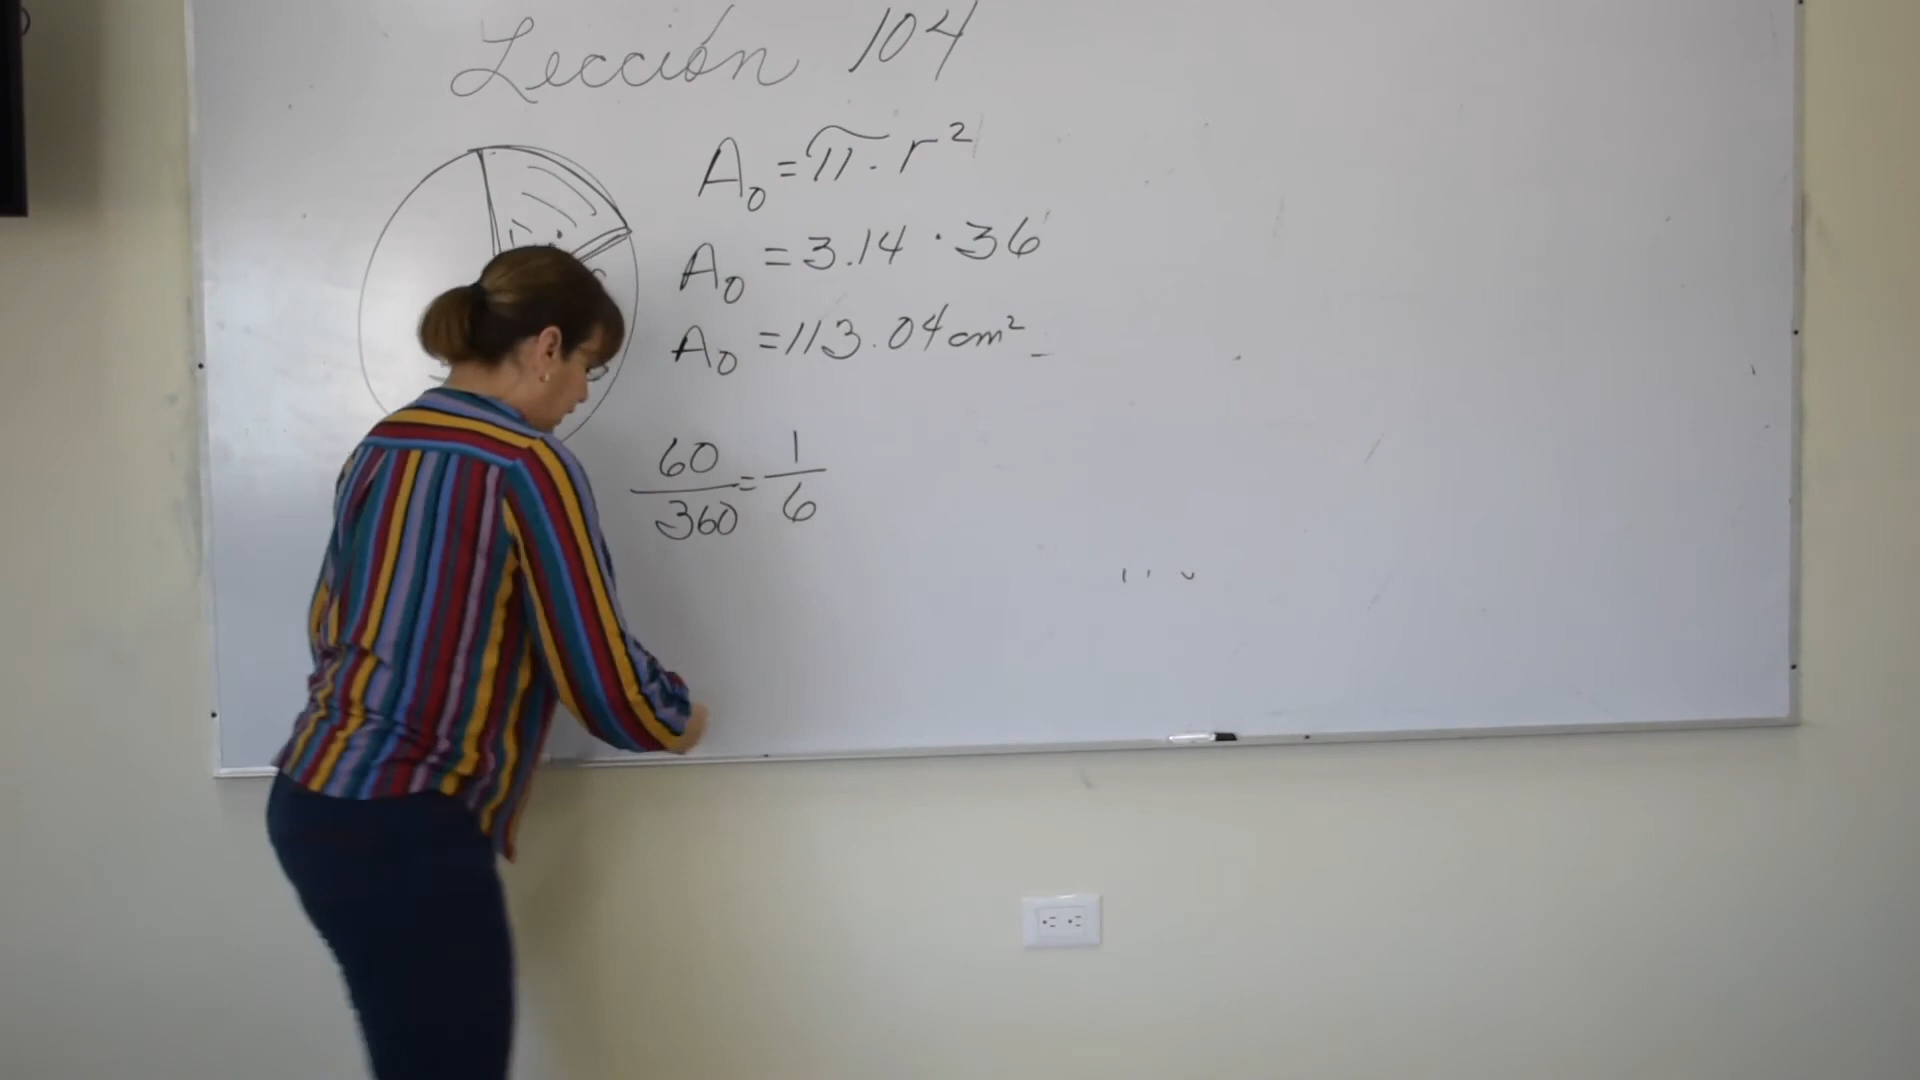 Lección 104
A₀ = π · r²
A₀ = 3.14 · 36
A₀ = 113.04 cm²
60/360 = 1/6